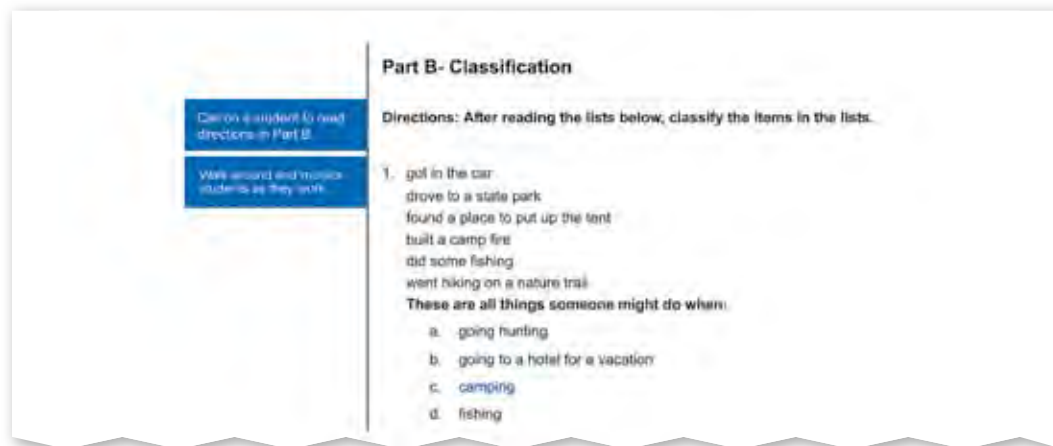 Part B- Classification
Call on a student to read
directions in Part B.
Directions: After reading the lists below, classify the items in the lists.
Walk around and monitor
students as they work.
1. got in the car
drove to a state park
found a place to put up the tent
built a camp fire
did some fishing
went hiking on a nature trail
These are all things someone might do when:
a. going hunting
b. going to a hotel for a vacation
c. camping
d. fishing